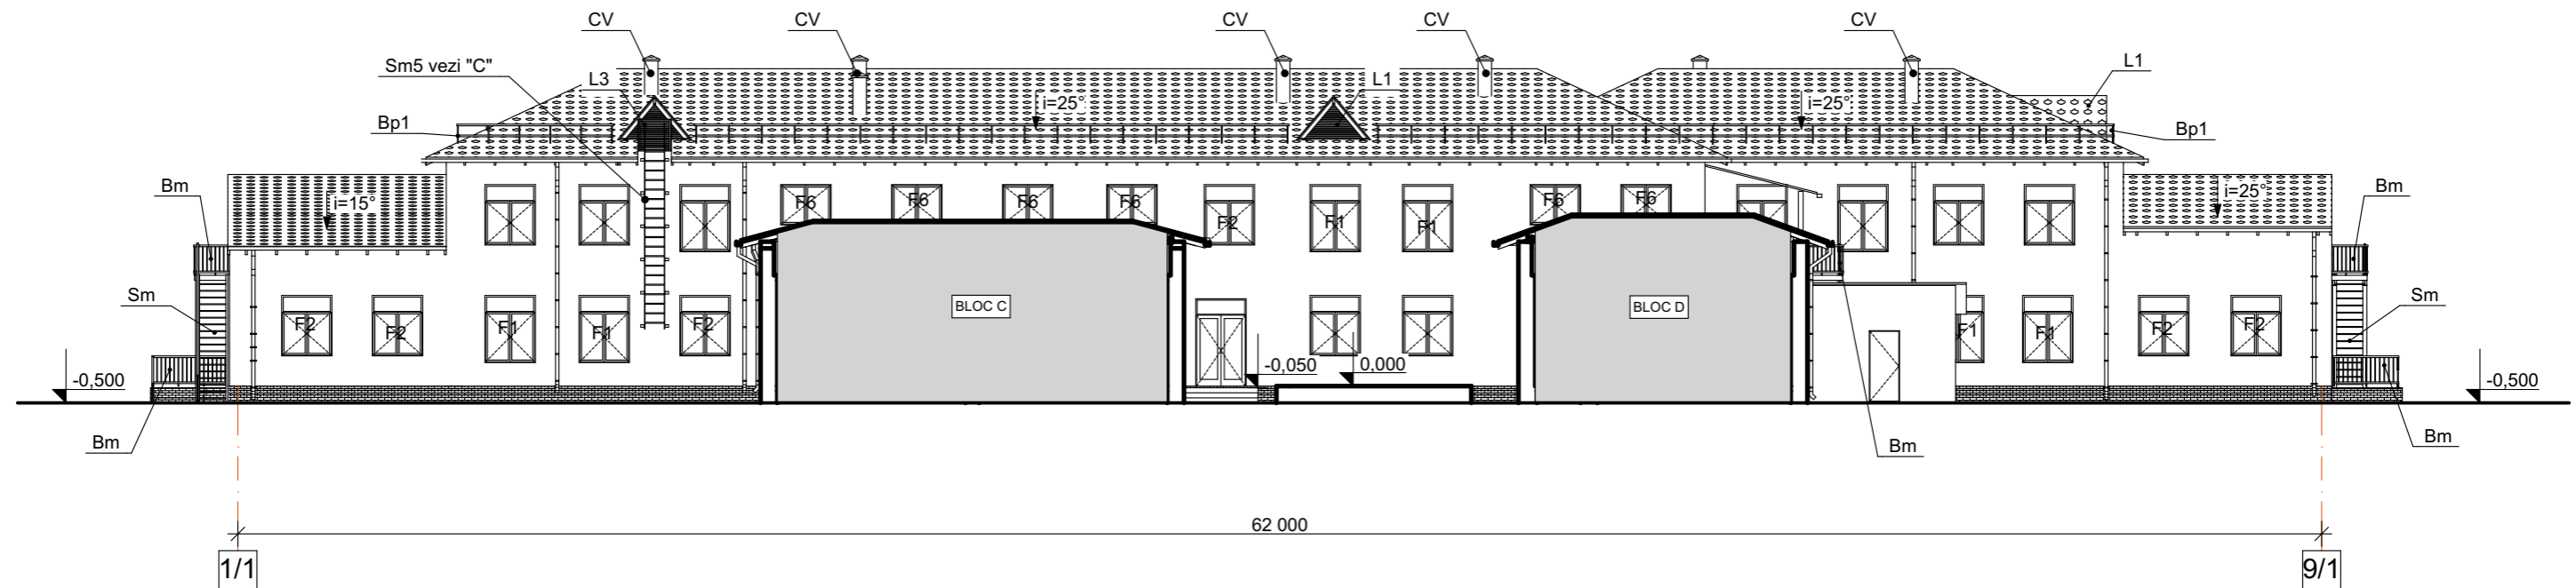 CV
CV
CV
CV
CV
Sm5 vezi "C"
L3
L1
L1
i=25°
i=25°
Bp1
Bp1
Bm
i=15°
i=25°
Bm
F6
F6
F6
F6
F2
F1
F1
F6
F6
Sm
BLOC C
BLOC D
Sm
F2
F2
F1
F1
F2
F1
F1
F2
F2
-0,500
-0,050
0,000
-0,500
Bm
Bm
Bm
62 000
1/1
9/1